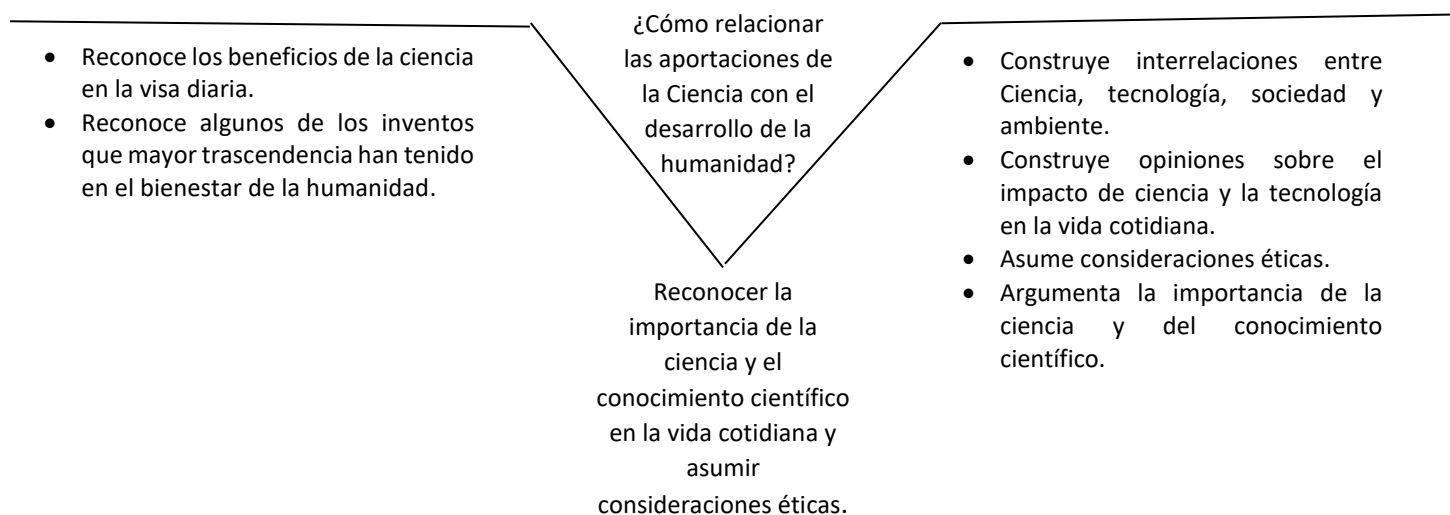 ¿Cómo relacionar
las aportaciones de
la Ciencia con el
desarrollo de la
humanidad?
• Reconoce los beneficios de la ciencia
en la visa diaria.
• Reconoce algunos de los inventos
que mayor trascendencia han tenido
en el bienestar de la humanidad.
• Construye interrelaciones entre
Ciencia, tecnología, sociedad y
ambiente.
• Construye opiniones sobre el
impacto de ciencia y la tecnología
en la vida cotidiana.
• Asume consideraciones éticas.
• Argumenta la importancia de la
ciencia y del conocimiento
científico.
Reconocer la
importancia de la
ciencia y el
conocimiento científico
en la vida cotidiana y
asumir
consideraciones éticas.